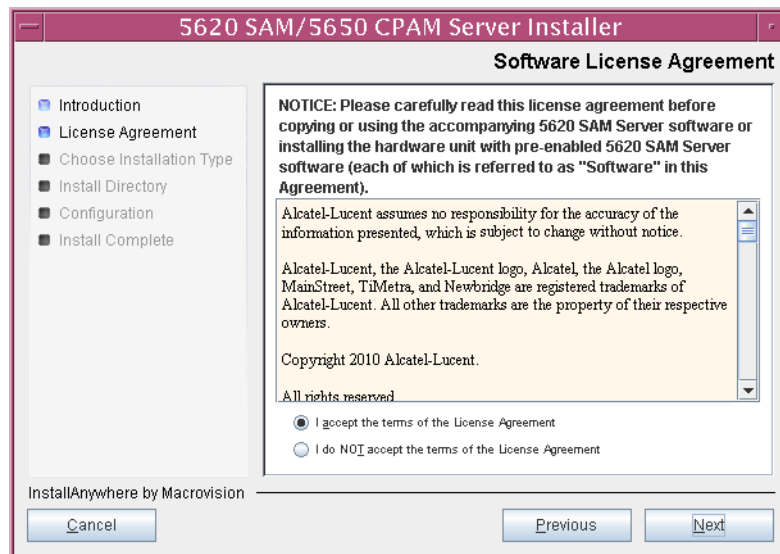 5620 SAM/5650 CPAM Server Installer
Software License Agreement
Introduction
License Agreement
Choose Installation Type
Install Directory
Configuration
Install Complete
NOTICE: Please carefully read this license agreement before
copying or using the accompanying 5620 SAM Server software or
installing the hardware unit with pre-enabled 5620 SAM Server
software (each of which is referred to as "Software" in this
Agreement).
Alcatel-Lucent assumes no responsibility for the accuracy of the
information presented, which is subject to change without notice.
Alcatel-Lucent, the Alcatel-Lucent logo, Alcatel, the Alcatel logo,
MainStreet, TiMetra, and Newbridge are registered trademarks of
Alcatel-Lucent. All other trademarks are the property of their respective
owners.
Copyright 2010 Alcatel-Lucent.
All rights reserved
I accept the terms of the License Agreement
I do NOT accept the terms of the License Agreement
InstallAnywhere by Macrovision
Cancel
Previous
Next